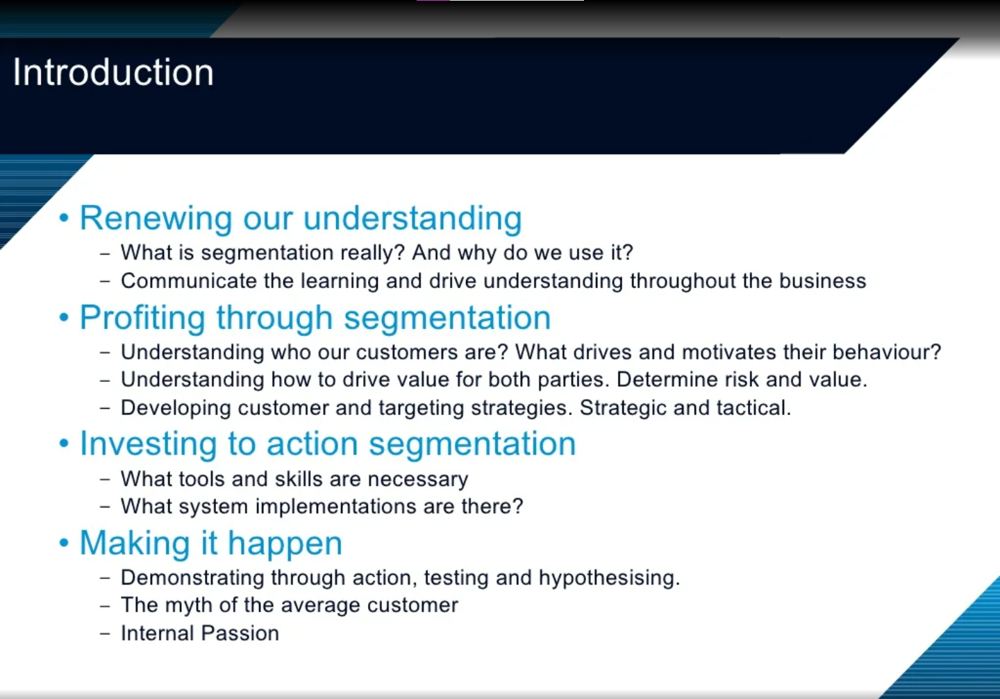 Introduction
• Renewing our understanding
– What is segmentation really? And why do we use it?
– Communicate the learning and drive understanding throughout the business
• Profiting through segmentation
– Understanding who our customers are? What drives and motivates their behaviour?
– Understanding how to drive value for both parties. Determine risk and value.
– Developing customer and targeting strategies. Strategic and tactical.
• Investing to action segmentation
– What tools and skills are necessary
– What system implementations are there?
• Making it happen
– Demonstrating through action, testing and hypothesising.
– The myth of the average customer
– Internal Passion